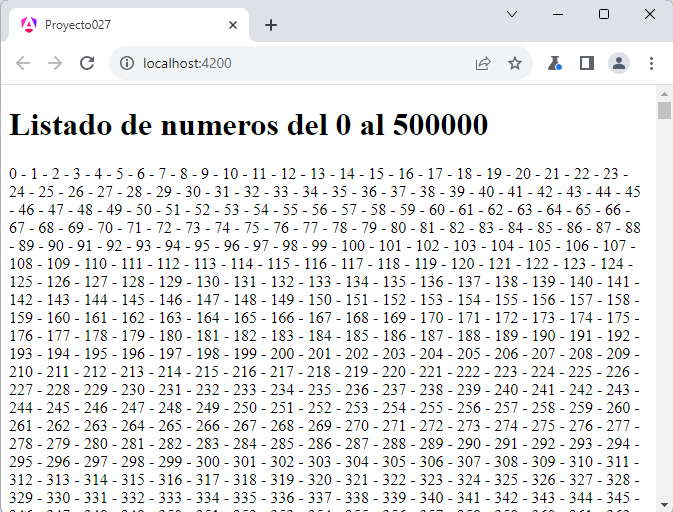 Proyecto027
localhost:4200
Listado de numeros del 0 al 500000
0 - 1 - 2 - 3 - 4 - 5 - 6 - 7 - 8 - 9 - 10 - 11 - 12 - 13 - 14 - 15 - 16 - 17 - 18 - 19 - 20 - 21 - 22 - 23 -
24 - 25 - 26 - 27 - 28 - 29 - 30 - 31 - 32 - 33 - 34 - 35 - 36 - 37 - 38 - 39 - 40 - 41 - 42 - 43 - 44 - 45
- 46 - 47 - 48 - 49 - 50 - 51 - 52 - 53 - 54 - 55 - 56 - 57 - 58 - 59 - 60 - 61 - 62 - 63 - 64 - 65 - 66 -
67 - 68 - 69 - 70 - 71 - 72 - 73 - 74 - 75 - 76 - 77 - 78 - 79 - 80 - 81 - 82 - 83 - 84 - 85 - 86 - 87 - 88
- 89 - 90 - 91 - 92 - 93 - 94 - 95 - 96 - 97 - 98 - 99 - 100 - 101 - 102 - 103 - 104 - 105 - 106 - 107 -
108 - 109 - 110 - 111 - 112 - 113 - 114 - 115 - 116 - 117 - 118 - 119 - 120 - 121 - 122 - 123 - 124 -
125 - 126 - 127 - 128 - 129 - 130 - 131 - 132 - 133 - 134 - 135 - 136 - 137 - 138 - 139 - 140 - 141 -
142 - 143 - 144 - 145 - 146 - 147 - 148 - 149 - 150 - 151 - 152 - 153 - 154 - 155 - 156 - 157 - 158 -
159 - 160 - 161 - 162 - 163 - 164 - 165 - 166 - 167 - 168 - 169 - 170 - 171 - 172 - 173 - 174 - 175 -
176 - 177 - 178 - 179 - 180 - 181 - 182 - 183 - 184 - 185 - 186 - 187 - 188 - 189 - 190 - 191 - 192 -
193 - 194 - 195 - 196 - 197 - 198 - 199 - 200 - 201 - 202 - 203 - 204 - 205 - 206 - 207 - 208 - 209 -
210 - 211 - 212 - 213 - 214 - 215 - 216 - 217 - 218 - 219 - 220 - 221 - 222 - 223 - 224 - 225 - 226 -
227 - 228 - 229 - 230 - 231 - 232 - 233 - 234 - 235 - 236 - 237 - 238 - 239 - 240 - 241 - 242 - 243 -
244 - 245 - 246 - 247 - 248 - 249 - 250 - 251 - 252 - 253 - 254 - 255 - 256 - 257 - 258 - 259 - 260 -
261 - 262 - 263 - 264 - 265 - 266 - 267 - 268 - 269 - 270 - 271 - 272 - 273 - 274 - 275 - 276 - 277 -
278 - 279 - 280 - 281 - 282 - 283 - 284 - 285 - 286 - 287 - 288 - 289 - 290 - 291 - 292 - 293 - 294 -
295 - 296 - 297 - 298 - 299 - 300 - 301 - 302 - 303 - 304 - 305 - 306 - 307 - 308 - 309 - 310 - 311 -
312 - 313 - 314 - 315 - 316 - 317 - 318 - 319 - 320 - 321 - 322 - 323 - 324 - 325 - 326 - 327 - 328 -
329 - 330 - 331 - 332 - 333 - 334 - 335 - 336 - 337 - 338 - 339 - 340 - 341 - 342 - 343 - 344 - 345 -